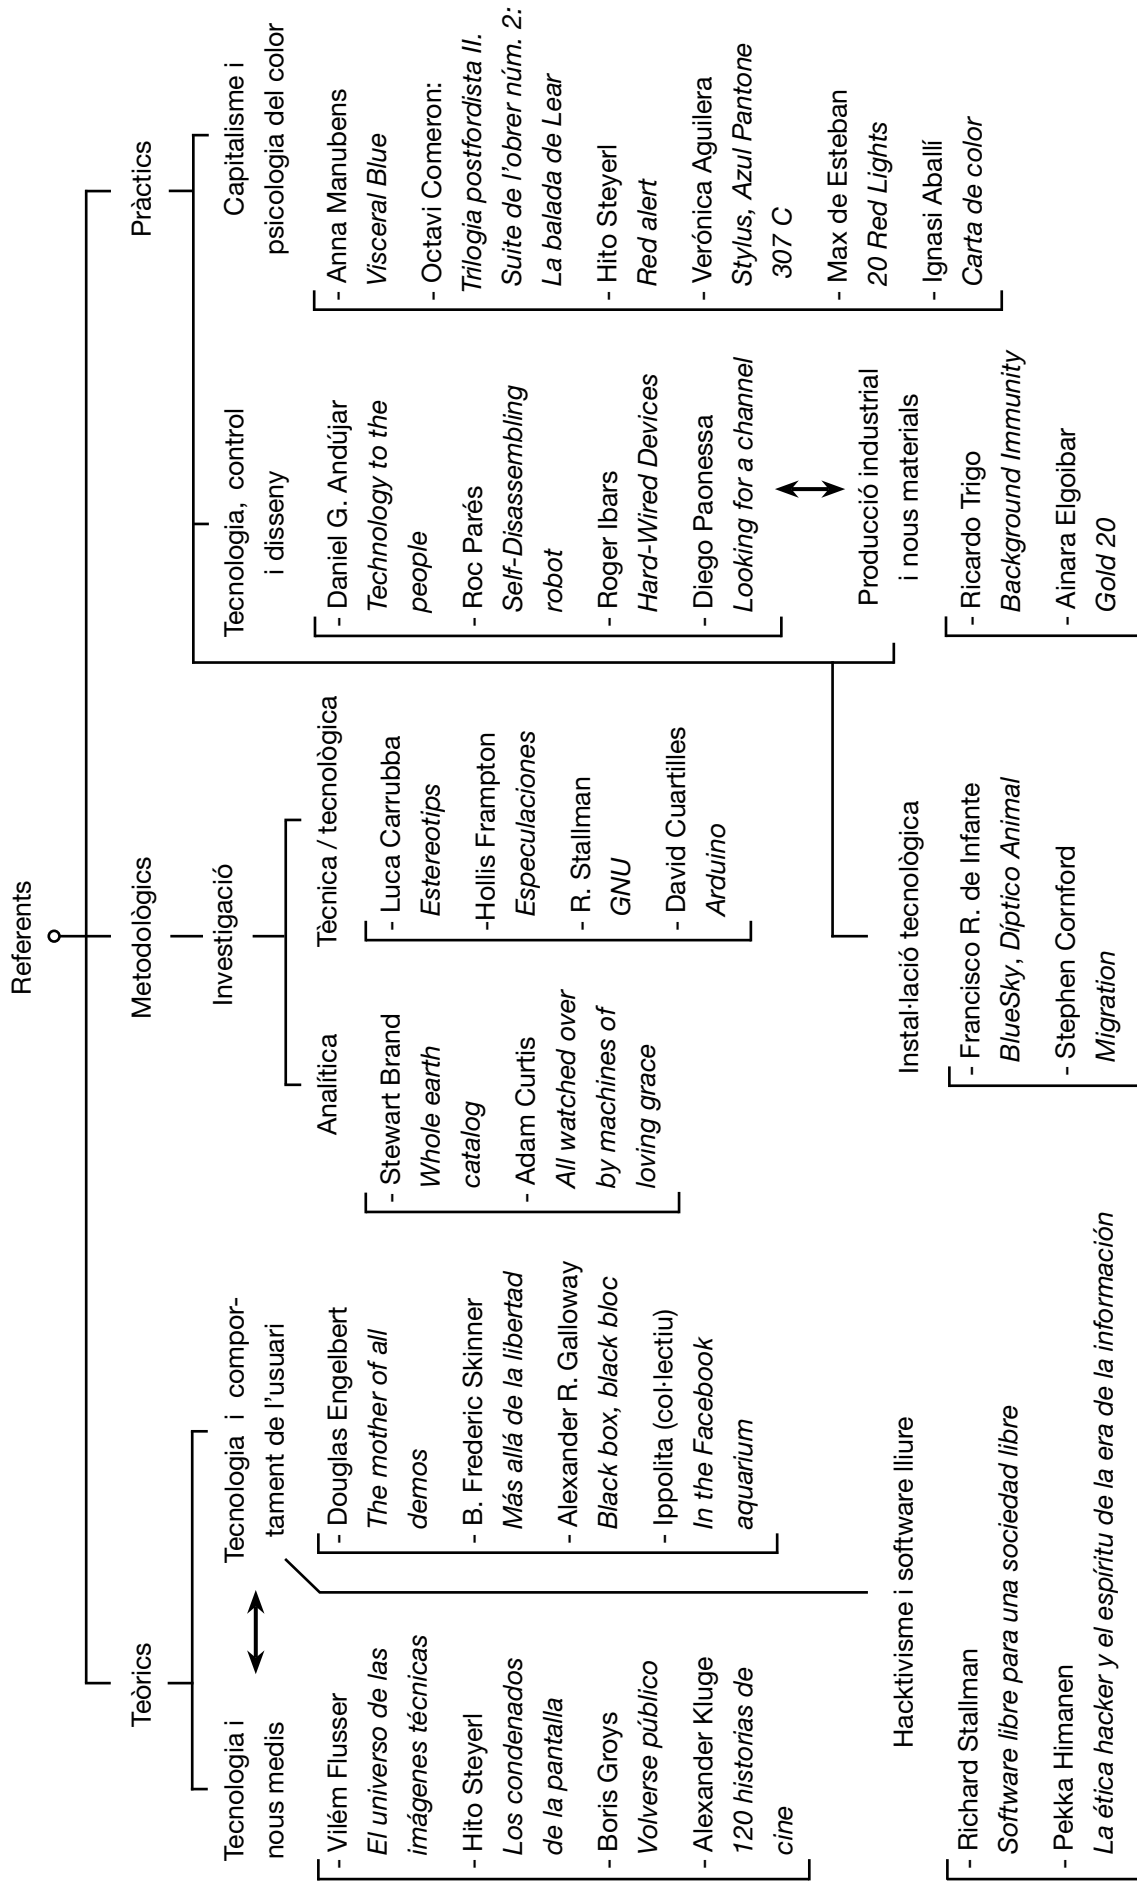 Referents
Teòrics
Metodològics
Pràctics
Tecnologia i
nous medis
- Vilém Flusser
El universo de las
imágenes técnicas
- Hito Steyerl
Los condenados
de la pantalla
- Boris Groys
Volverse público
- Alexander Kluge
120 historias de
cine
Tecnologia i compor-
tament de l'usuari
- Douglas Engelbert
The mother of all
demos
- B. Frederic Skinner
Más allá de la libertad
- Alexander R. Galloway
Black box, black bloc
- Ippolita (col·lectiu)
In the Facebook
aquarium
Hacktivisme i software lliure
- Richard Stallman
Software libre para una sociedad libre
- Pekka Himanen
La ética hacker y el espíritu de la era de la información
Investigació
Analítica
- Stewart Brand
Whole earth
catalog
- Adam Curtis
All watched over
by machines of
loving grace
Tècnica / tecnològica
- Luca Carrubba
Estereotips
-Hollis Frampton
Especulaciones
- R. Stallman
GNU
- David Cuartilles
Arduino
Tecnologia, control
i disseny
- Daniel G. Andújar
Technology to the
people
- Roc Parés
Self-Disassembling
robot
- Roger Ibars
Hard-Wired Devices
- Diego Paonessa
Looking for a channel
Capitalisme i
psicologia del color
- Anna Manubens
Visceral Blue
- Octavi Comeron:
Trilogia postfordista II.
Suite de l'obrer núm. 2:
La balada de Lear
- Hito Steyerl
Red alert
- Verónica Aguilera
Stylus, Azul Pantone
307 C
- Max de Esteban
20 Red Lights
- Ignasi Aballí
Carta de color
Instal·lació tecnològica
- Francisco R. de Infante
BlueSky, Díptico Animal
- Stephen Cornford
Migration
Producció industrial
i nous materials
- Ricardo Trigo
Background Immunity
- Ainara Elgoibar
Gold 20